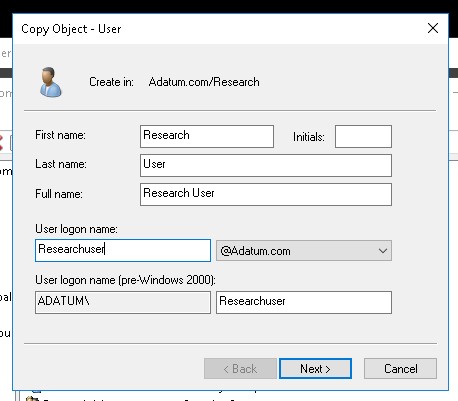 Copy Object - User
Create in: Adatum.com/Research
First name: Research Initials:
Last name: User
Full name: Research User
User logon name:
Researchuser @Adatum.com
User logon name (pre-Windows 2000):
ADATUM\ Researchuser
< Back Next > Cancel